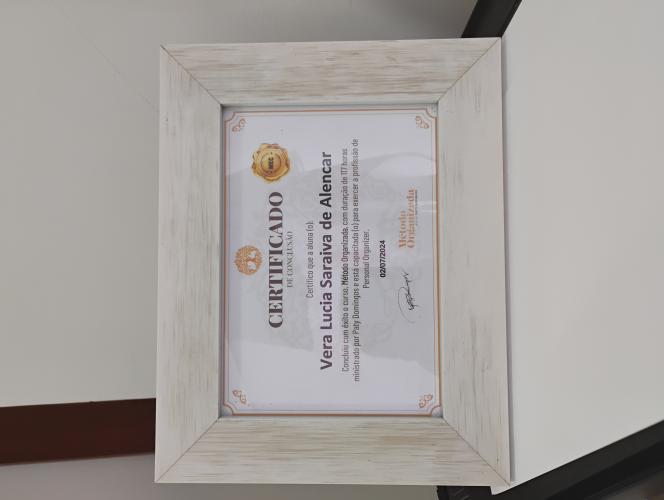 CERTIFICADO
DE CONCLUSÃO
MEC
Certifico que a aluna(o):
Vera Lucia Saraiva de Alencar
Concluiu com êxito o curso, Método Organizada, com duração de 117 horas
ministrado por Paty Domingos e está capacitada(o) para exercer a profissão de
Personal Organizer.
02/07/2024
Método
Organizada